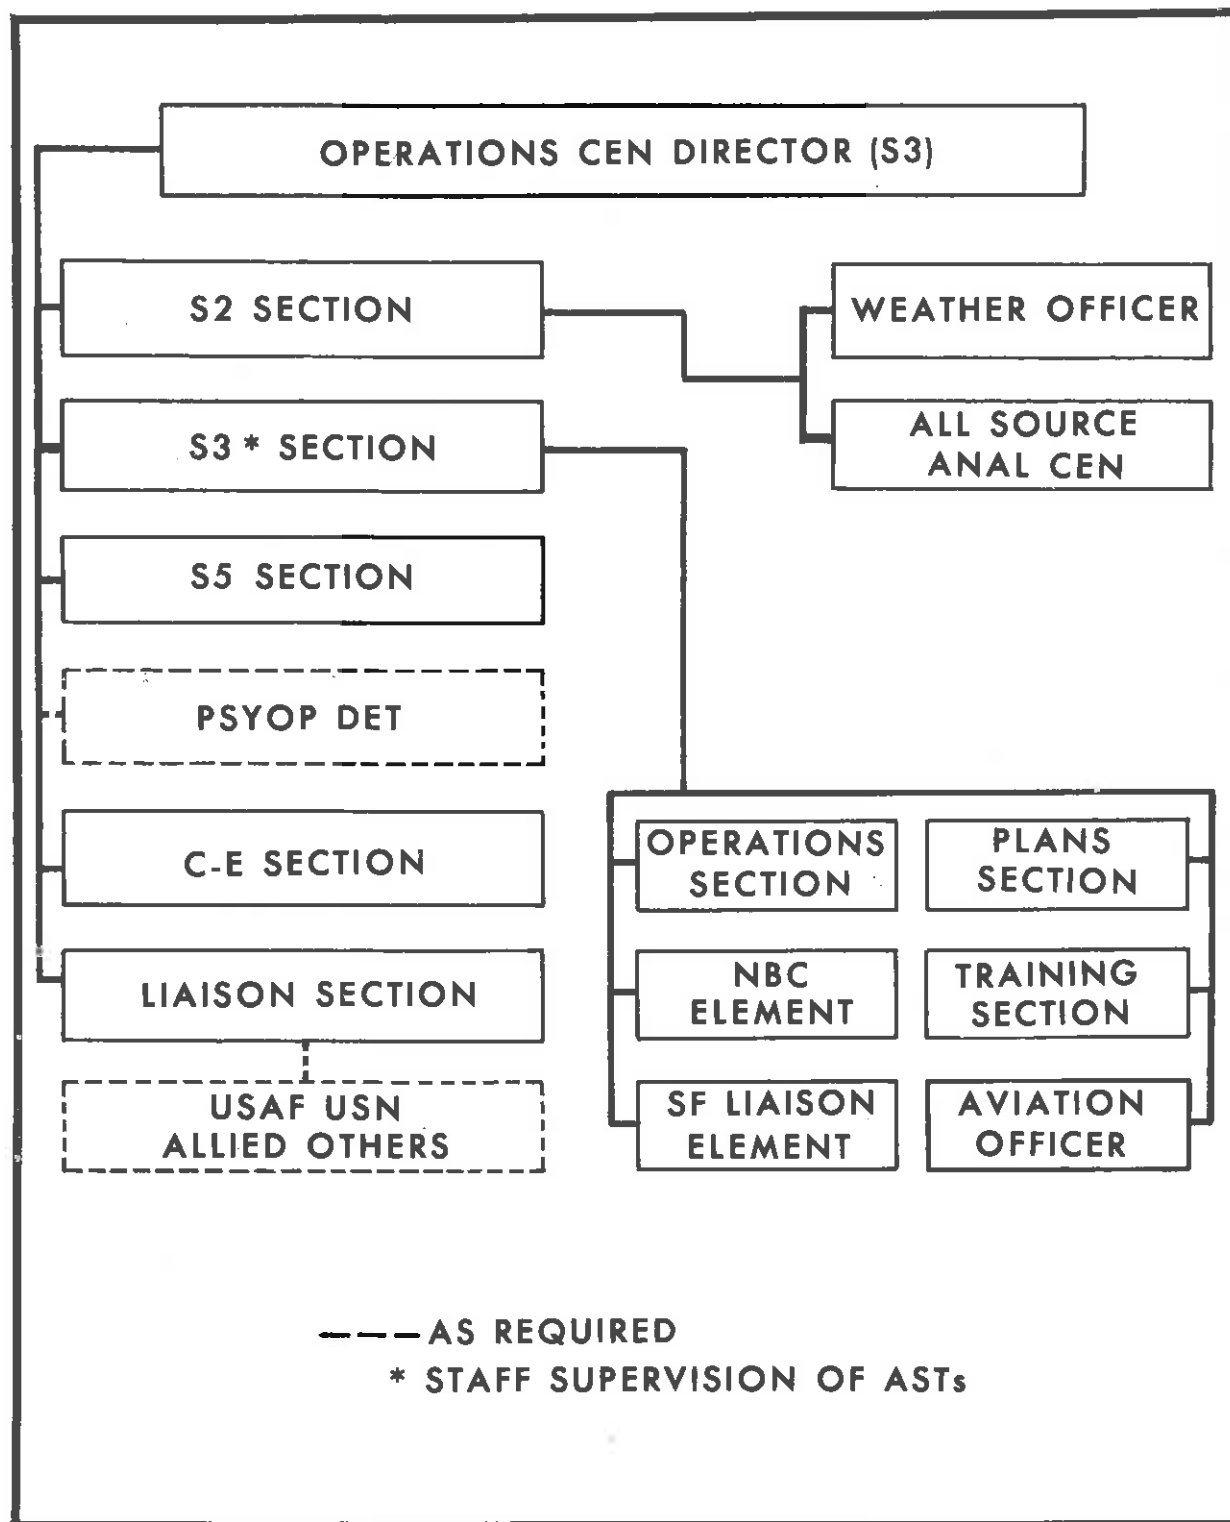 OPERATIONS CEN DIRECTOR (S3)
S2 SECTION
WEATHER OFFICER
S3 * SECTION
ALL SOURCE
ANAL CEN
S5 SECTION
PSYOP DET
C-E SECTION
OPERATIONS
SECTION
PLANS
SECTION
LIAISON SECTION
NBC
ELEMENT
TRAINING
SECTION
USAF USN
ALLIED OTHERS
SF LIAISON
ELEMENT
AVIATION
OFFICER
---- AS REQUIRED
* STAFF SUPERVISION OF ASTs